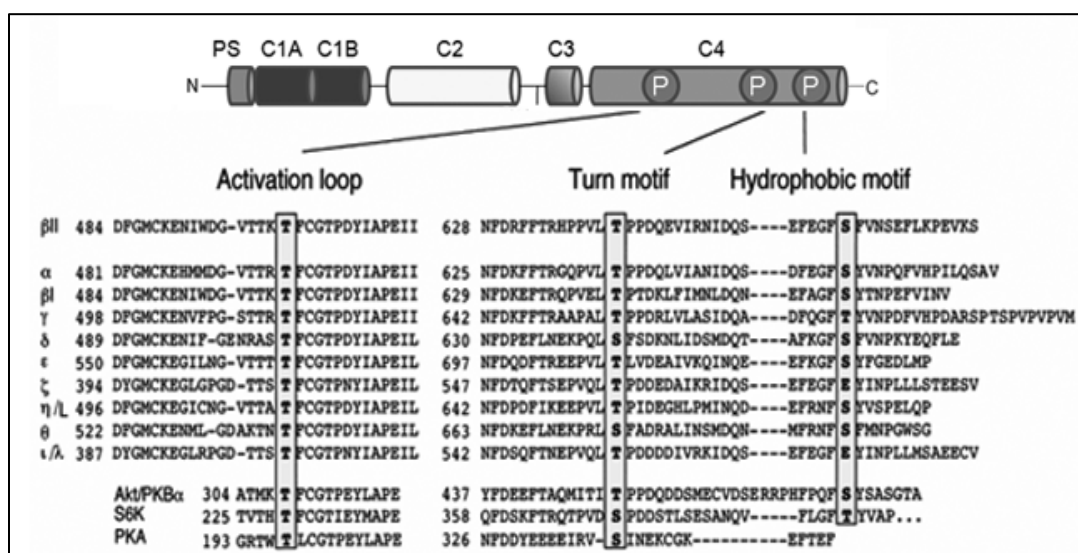 PS C1A C1B C2 C3 C4
N P P P C
Activation loop Turn motif Hydrophobic motif
βII 484 DFGMCKENIWDG-VTTKTFCGTPDYIAPEII 628 NFDRFFTRHPPVLTPPDQEVIRNIDQS----EFEGFSFVNSEFLKPEVKS
α 481 DFGMCKEHMMDG-VTTRTFCGTPDYIAPEII 625 NFDKFFTRGQPVLTPPDQLVIANIDQS----DFEGFSYVNPQFVHPILQSAV
βI 484 DFGMCKENIWDG-VTTKTFCGTPDYIAPEII 629 NFDKEFTRQPVELTPTDKLFIMNLDQN----EFAGFSYTNPEFVINV
γ 498 DFGMCKENVFPG-STTRTFCGTPDYIAPEII 642 NFDKFFTRAAPALTPPDRLVLASIDQA----DFQGFTYVNPDFVHPDARSPTSPVPVPVM
δ 489 DFGMCKENIF-GENRASTFCGTPDYIAPEIL 630 NFDPEFLNEKPQLSFSDKNLIDSMDQT----AFKGFSFVNPKYEQFLE
ε 550 DFGMCKEGILNG-VTTTTFCGTPDYIAPEIL 697 NFDQDFTREEPVLTLVDEAIVKQINQE----EFKGFSYFGEDLMP
ζ 394 DYGMCKEGLGPGD-TTSTFCGTPNYIAPEIL 547 NFDTQFTSEPVQLTPDDEDAIKRIDQS----EFEGFEYINPLLLSTEESV
η/L 496 DFGMCKEGICNG-VTTATFCGTPDYIAPEIL 642 NFDPDFIKEEPVLTPIDEGHLPMINQD----EFRNFSYVSPELQP
θ 522 DFGMCKENML-GDAKTNTFCGTPDYIAPEIL 663 NFDKEFLNEKPRLSFADRALINSMDQN----MFRNFSFMNPGWSG
ι/λ 387 DYGMCKEGLRPGD-TTSTFCGTPNYIAPEIL 542 NFDSQFTNEPVQLTPDDDDIVRKIDQS----EFEGFEYINPLLMSAEECV
Akt/PKBα 304 ATMKTFCGTPEYLAPE 437 YFDEEFTAQMITITPPDQDDSMECVDSERRPHFPQFSYSASGTA
S6K 225 TVTHTFCGTIEYMAPE 358 QFDSKFTRQTPVDSPDDSTLSESANQV-----FLGFTYVAP...
PKA 193 GRTWTLCGTPEYLAPE 326 NFDDYEEEEIRV-SINEKCGK----------EFTEF